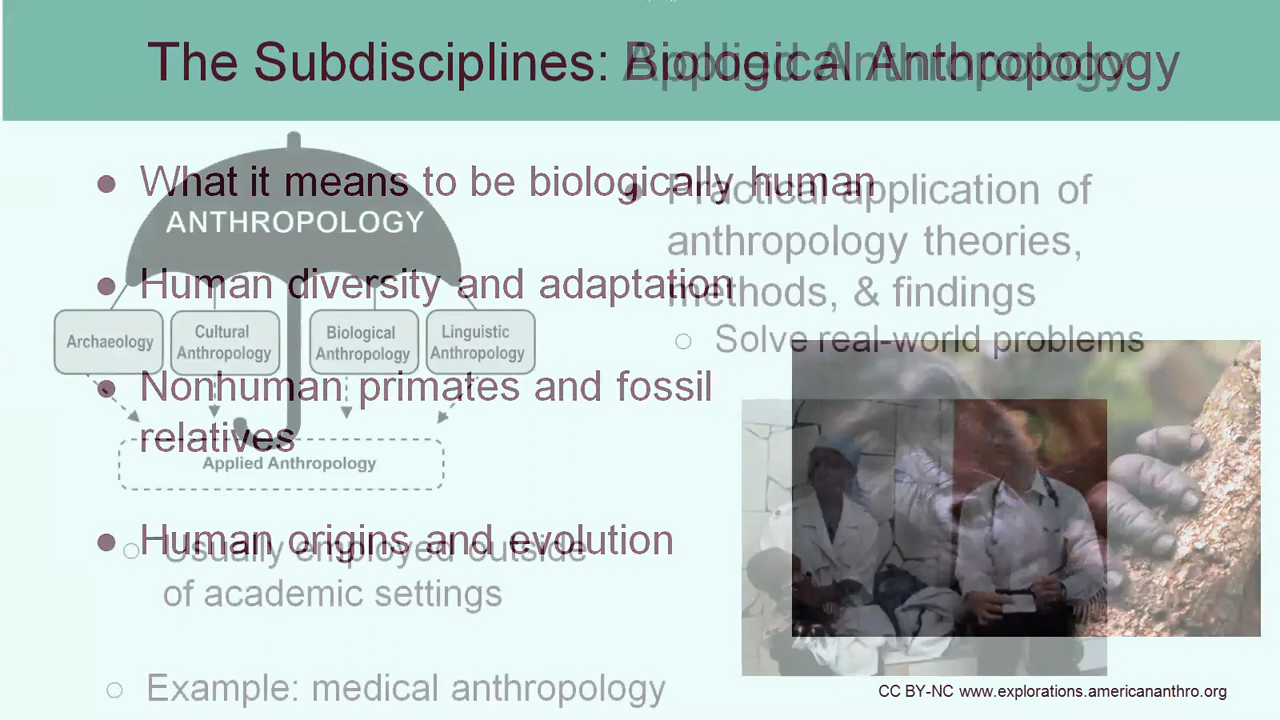 The Subdisciplines: Biological Anthropology
Applied Anthropology
● What it means to be biologically human
● Human diversity and adaptation
● Nonhuman primates and fossil
relatives
● Human origins and evolution
ANTHROPOLOGY
Archaeology
Cultural
Anthropology
Biological
Anthropology
Linguistic
Anthropology
Applied Anthropology
● Practical application of
anthropology theories,
methods, & findings
○ Solve real-world problems
○ Usually employed outside
of academic settings
○ Example: medical anthropology
CC BY-NC www.explorations.americananthro.org